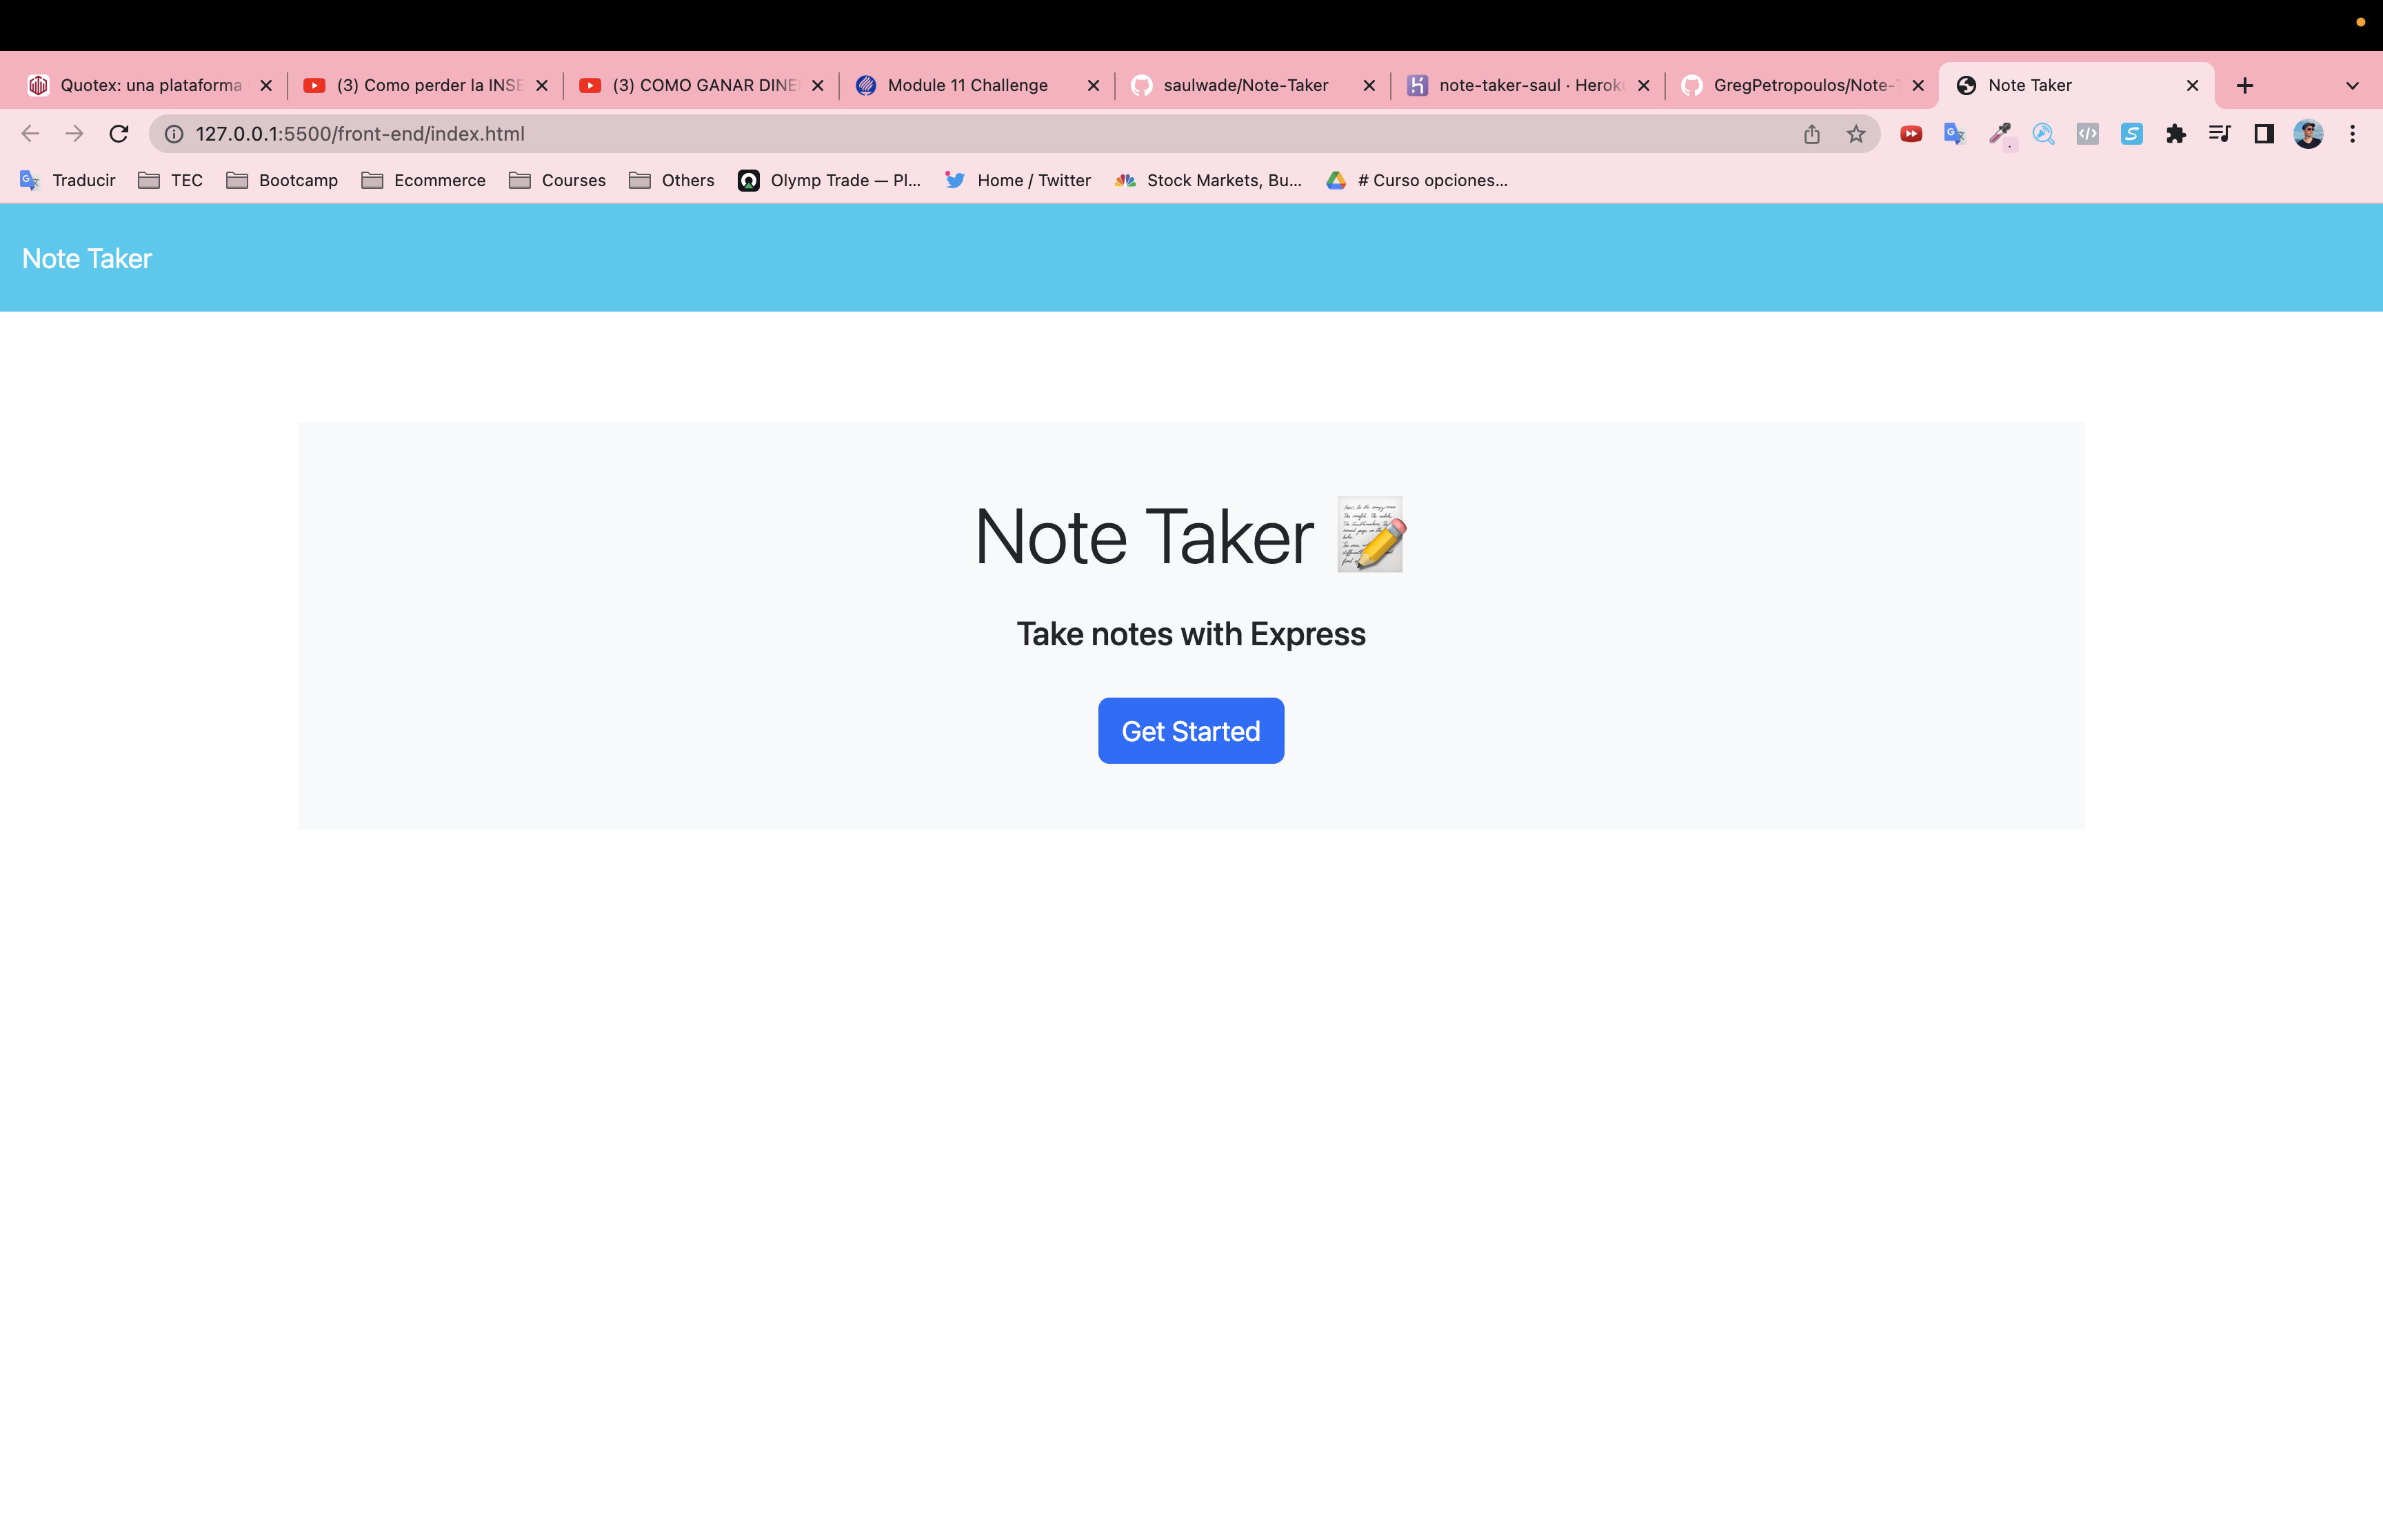 Quotex: una plataforma
(3) Como perder la INSE
(3) COMO GANAR DINE
Module 11 Challenge
saulwade/Note-Taker
note-taker-saul · Heroku
GregPetropoulos/Note-T
Note Taker
127.0.0.1:5500/front-end/index.html
Traducir
TEC
Bootcamp
Ecommerce
Courses
Others
Olymp Trade — Pl...
Home / Twitter
Stock Markets, Bu...
# Curso opciones...
Note Taker
Note Taker
Take notes with Express
Get Started